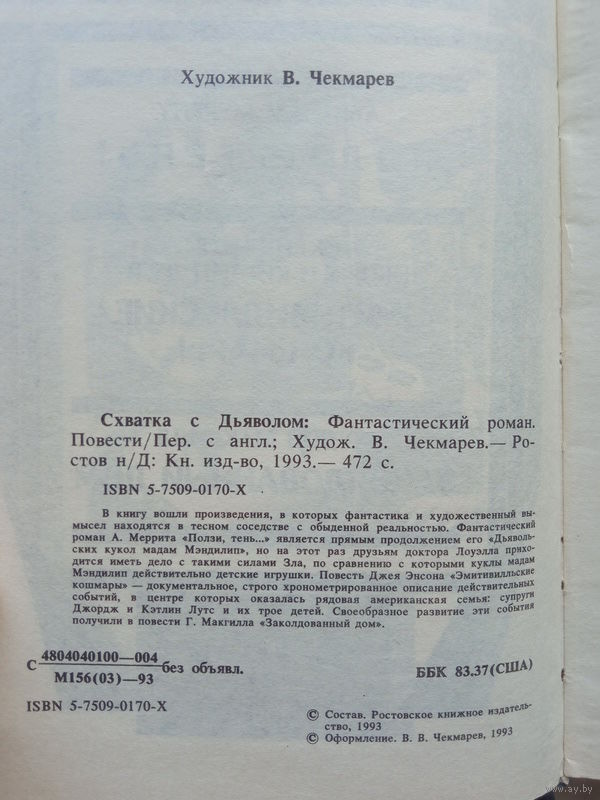 Художник В. Чекмарев
Схватка с Дьяволом: Фантастический роман.
Повести/Пер. с англ.; Худож. В. Чекмарев.— Ро-
стов н/Д: Кн. изд-во, 1993.— 472 с.
ISBN 5-7509-0170-X
В книгу вошли произведения, в которых фантастика и художественный вы-
мысел находятся в тесном соседстве с обыденной реальностью. Фантастический
роман А. Меррита «Ползи, тень...» является прямым продолжением его «Дьяволь-
ских кукол мадам Мэндилип», но на этот раз друзьям доктора Лоуэлла прихо-
дится иметь дело с такими силами Зла, по сравнению с которыми куклы мадам
Мэндилип действительно детские игрушки. Повесть Джея Энсона «Эмитивилльские
кошмары» — документальное, строго хронометрированное описание действительных
событий, в центре которых оказалась рядовая американская семья: супруги
Джордж и Кэтлин Лутс и их трое детей. Своеобразное развитие эти события
получили в повести Г. Макгилла «Заколдованный дом».
С 4804040100—004 без объявл.
М156(03)—93
ББК 83.37(США)
ISBN 5-7509-0170-X
© Состав. Ростовское книжное издатель-
ство, 1993
© Оформление. В. В. Чекмарев, 1993
www.ay.by